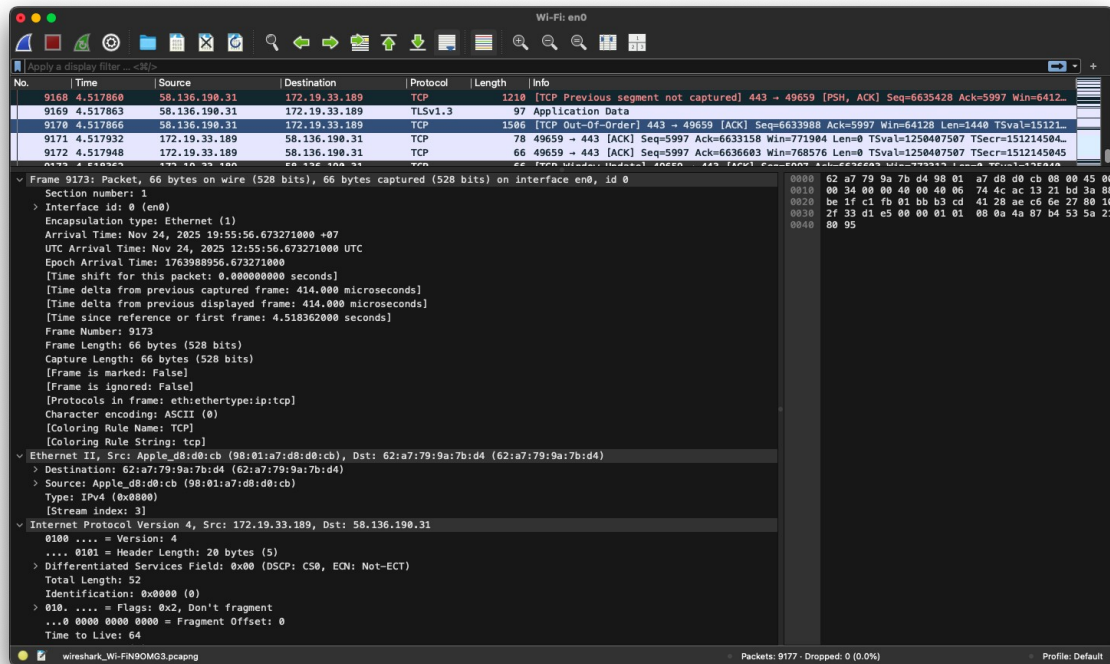 Wi-Fi: en0
Apply a display filter ... <⌘/>
No. Time Source Destination Protocol Length Info
9168 4.517860 58.136.190.31 172.19.33.189 TCP 1210 [TCP Previous segment not captured] 443 → 49659 [PSH, ACK] Seq=6635428 Ack=5997 Win=6412…
9169 4.517863 58.136.190.31 172.19.33.189 TLSv1.3 97 Application Data
9170 4.517866 58.136.190.31 172.19.33.189 TCP 1506 [TCP Out-Of-Order] 443 → 49659 [ACK] Seq=6633988 Ack=5997 Win=64128 Len=1440 TSval=15121…
9171 4.517932 172.19.33.189 58.136.190.31 TCP 78 49659 → 443 [ACK] Seq=5997 Ack=6633158 Win=771904 Len=0 TSval=1250407507 TSecr=151214504…
9172 4.517948 172.19.33.189 58.136.190.31 TCP 66 49659 → 443 [ACK] Seq=5997 Ack=6636603 Win=768576 Len=0 TSval=1250407507 TSecr=1512145045
Frame 9173: Packet, 66 bytes on wire (528 bits), 66 bytes captured (528 bits) on interface en0, id 0
Section number: 1
Interface id: 0 (en0)
Encapsulation type: Ethernet (1)
Arrival Time: Nov 24, 2025 19:55:56.673271000 +07
UTC Arrival Time: Nov 24, 2025 12:55:56.673271000 UTC
Epoch Arrival Time: 1763988956.673271000
[Time shift for this packet: 0.000000000 seconds]
[Time delta from previous captured frame: 414.000 microseconds]
[Time delta from previous displayed frame: 414.000 microseconds]
[Time since reference or first frame: 4.518362000 seconds]
Frame Number: 9173
Frame Length: 66 bytes (528 bits)
Capture Length: 66 bytes (528 bits)
[Frame is marked: False]
[Frame is ignored: False]
[Protocols in frame: eth:ethertype:ip:tcp]
Character encoding: ASCII (0)
[Coloring Rule Name: TCP]
[Coloring Rule String: tcp]
Ethernet II, Src: Apple_d8:d0:cb (98:01:a7:d8:d0:cb), Dst: 62:a7:79:9a:7b:d4 (62:a7:79:9a:7b:d4)
Destination: 62:a7:79:9a:7b:d4 (62:a7:79:9a:7b:d4)
Source: Apple_d8:d0:cb (98:01:a7:d8:d0:cb)
Type: IPv4 (0x0800)
[Stream index: 3]
Internet Protocol Version 4, Src: 172.19.33.189, Dst: 58.136.190.31
0100 .... = Version: 4
.... 0101 = Header Length: 20 bytes (5)
Differentiated Services Field: 0x00 (DSCP: CS0, ECN: Not-ECT)
Total Length: 52
Identification: 0x0000 (0)
010. .... = Flags: 0x2, Don't fragment
...0 0000 0000 0000 = Fragment Offset: 0
Time to Live: 64
0000 62 a7 79 9a 7b d4 98 01 a7 d8 d0 cb 08 00 45 00
0010 00 34 00 00 40 00 40 06 74 4c ac 13 21 bd 3a 88
0020 be 1f c1 fb 01 bb b3 cd 41 28 ae c6 6e 27 80 10
0030 2f 33 d1 e5 00 00 01 01 08 0a 4a 87 b4 53 5a 21
0040 80 95
wireshark_Wi-FiN9OMG3.pcapng
Packets: 9177 · Dropped: 0 (0.0%)
Profile: Default